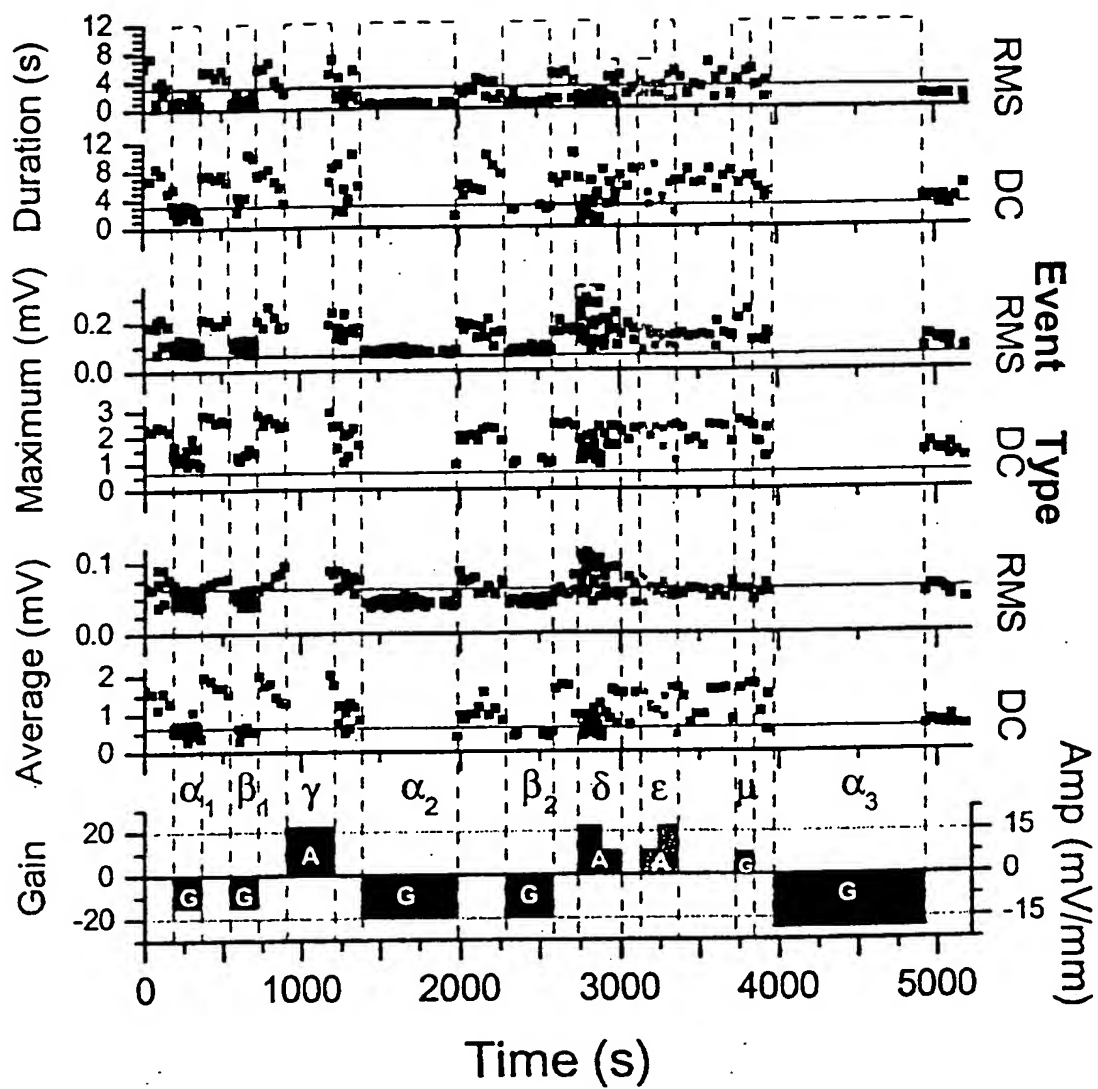 12
8
4
0
Duration (s)
RMS
12
8
4
0
DC
0.2
0.0
Maximum (mV)
RMS
3
2
1
0
DC
Event Type
0.1
0.0
Average (mV)
RMS
2
1
0
DC
α1 β1 γ α2 β2 δ ε μ α3
20
0
-20
Gain
G G A G G A A G G
15
0
-15
Amp (mV/mm)
0 1000 2000 3000 4000 5000
Time (s)